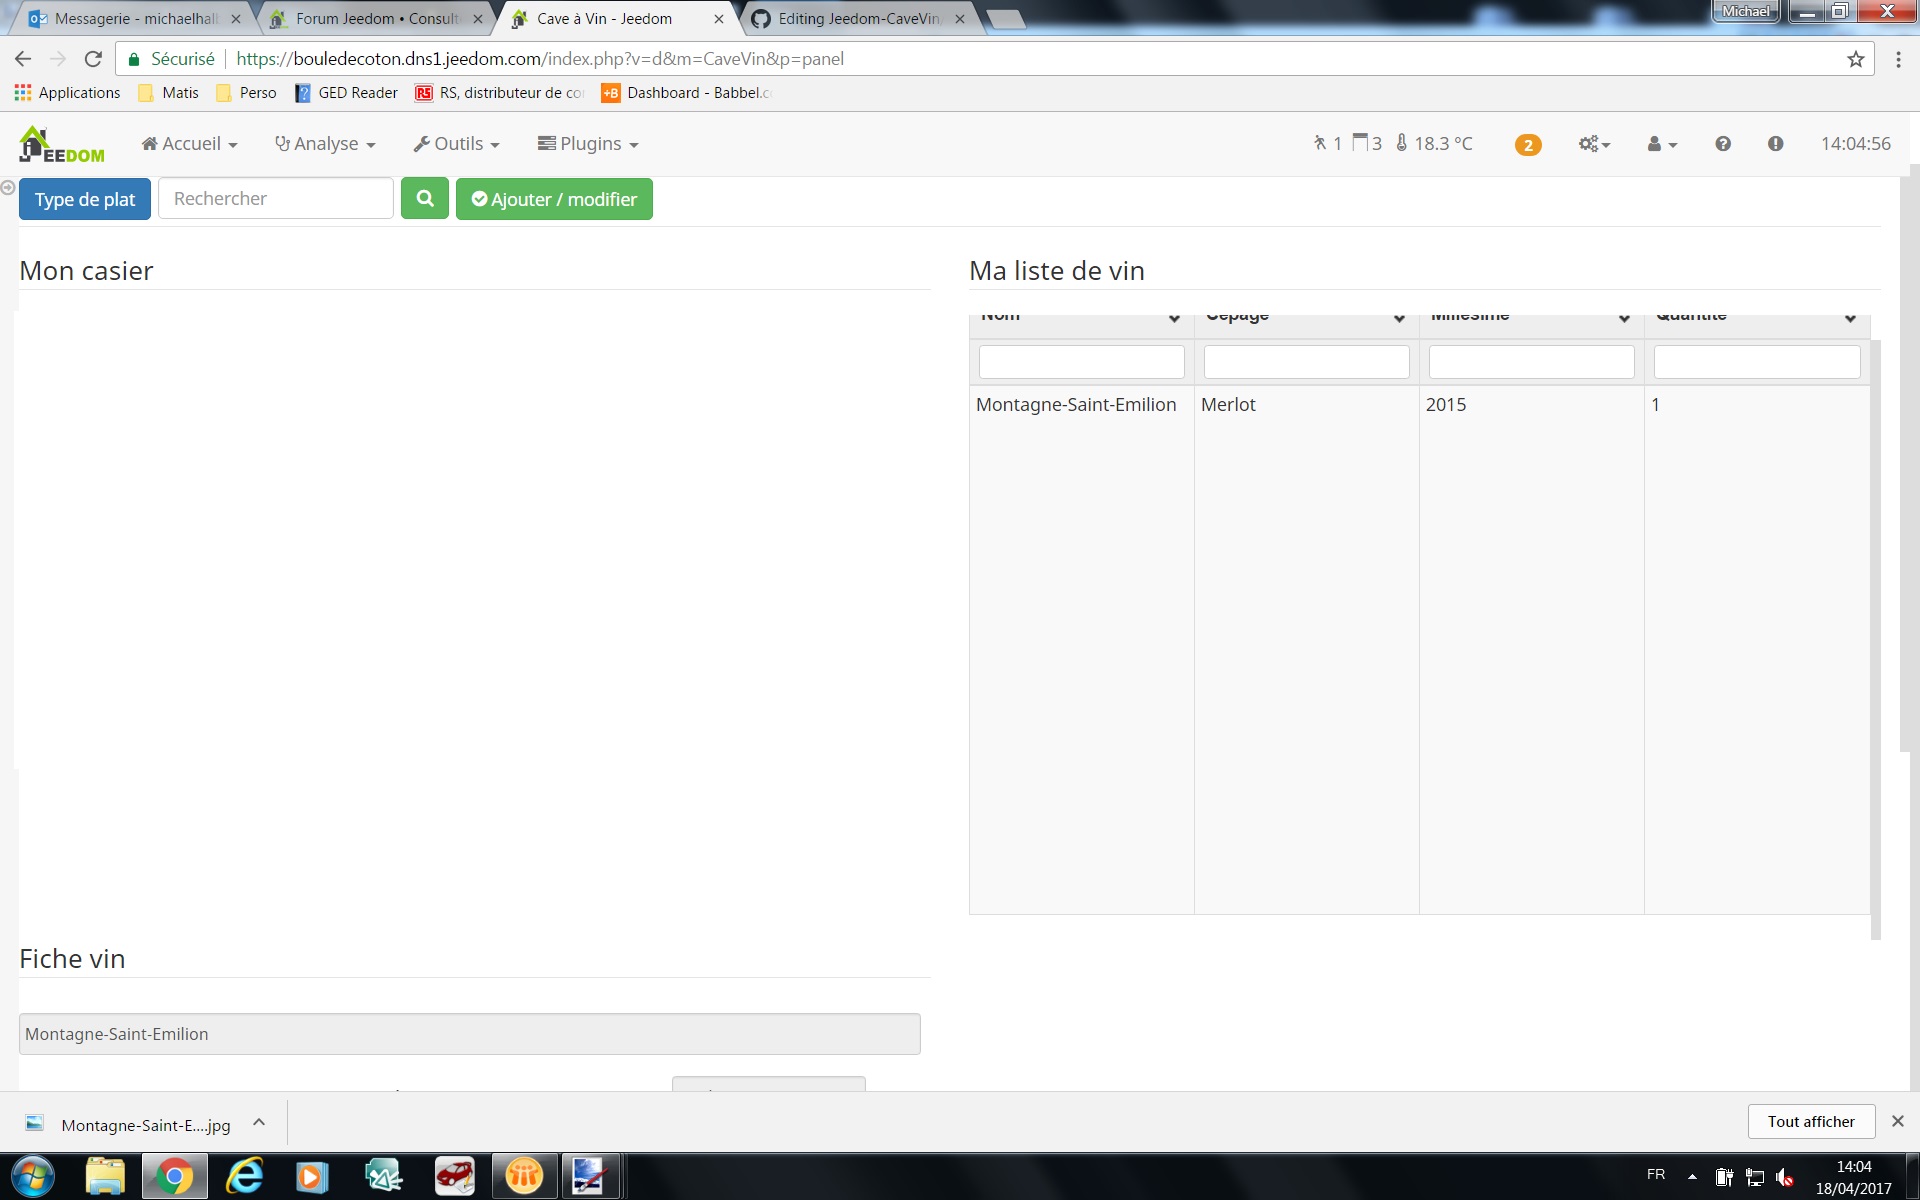 Messagerie - michaelhall
Forum Jeedom • Consult
Cave à Vin - Jeedom
Editing Jeedom-CaveVin
Michael
Sécurisé
https://bouledecoton.dns1.jeedom.com/index.php?v=d&m=CaveVin&p=panel
Applications
Matis
Perso
GED Reader
RS, distributeur de co
Dashboard - Babbel.c
JEEDOM
Accueil
Analyse
Outils
Plugins
1
3
18.3 °C
2
14:04:56
Type de plat
Rechercher
Ajouter / modifier
Mon casier
Ma liste de vin
Nom
Cépage
Millésime
Quantité
Montagne-Saint-Emilion
Merlot
2015
1
Fiche vin
Montagne-Saint-Emilion
Montagne-Saint-E....jpg
Tout afficher
FR
14:04
18/04/2017